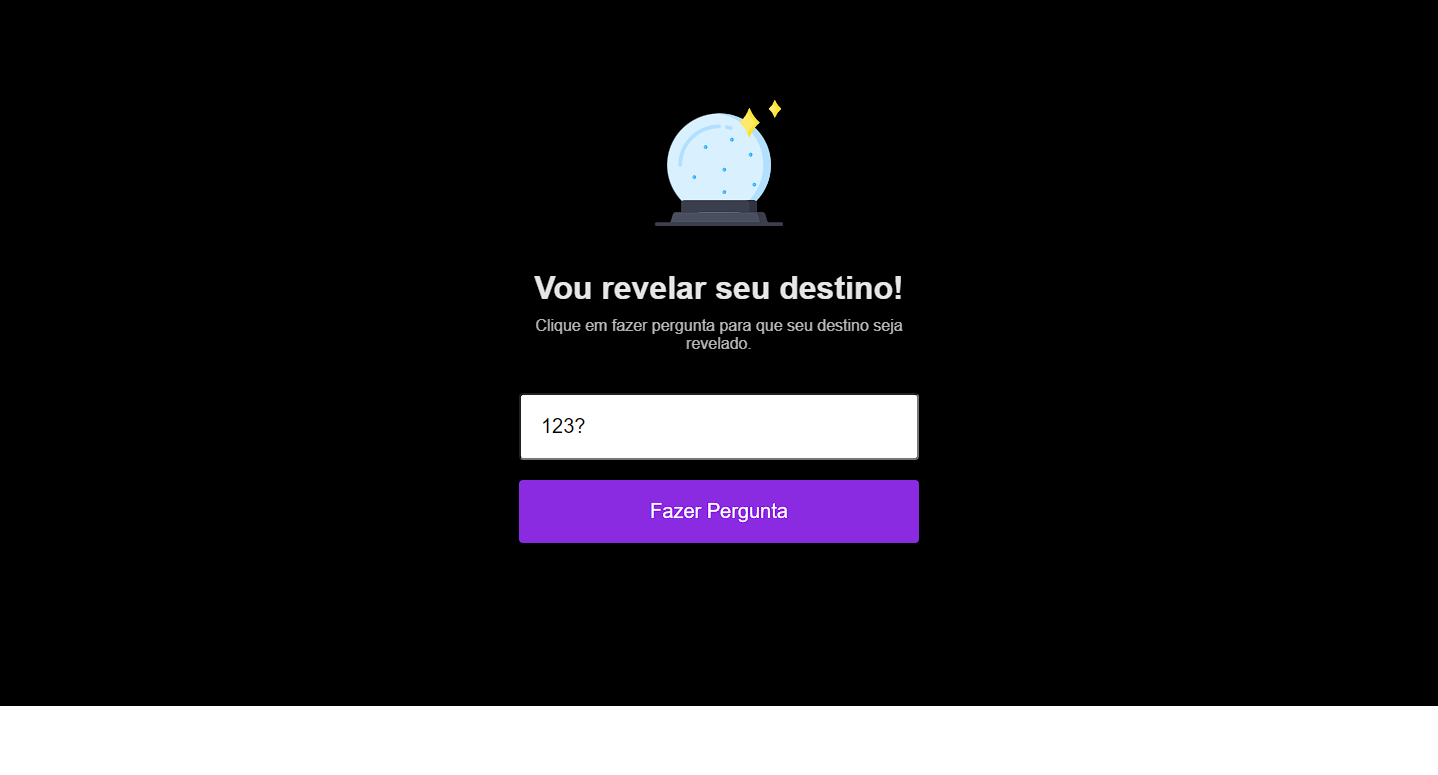 Vou revelar seu destino!
Clique em fazer pergunta para que seu destino seja
revelado.
123?
Fazer Pergunta